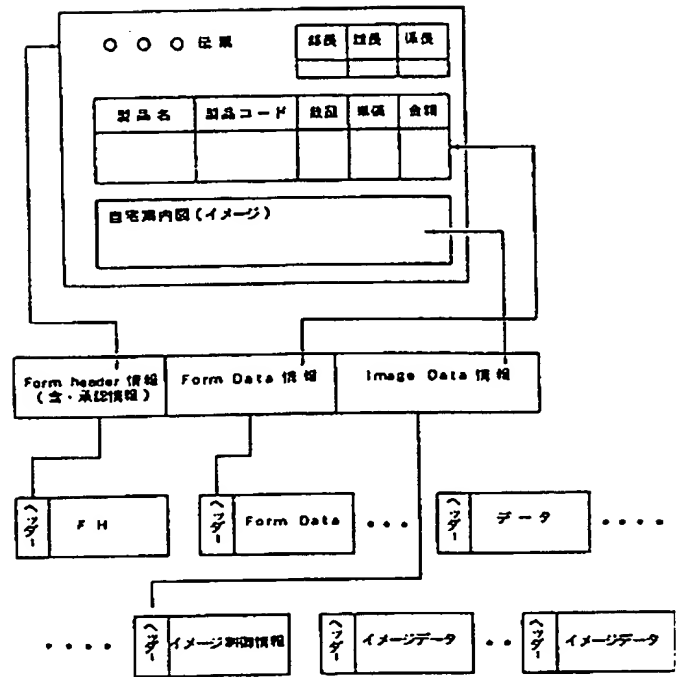 ○ ○ ○ 伝票
部長 課長 係長
製品名 製品コード 数量 単価 金額
自宅案内図(イメージ)
Form header 情報 Form Data 情報 Image Data 情報
(含・承認情報)
ヘッダー FH ヘッダー Form Data ・・・ ヘッダー データ ・・・・
・・・・ ヘッダー イメージ制御情報 ヘッダー イメージデータ ・・ ヘッダー イメージデータ